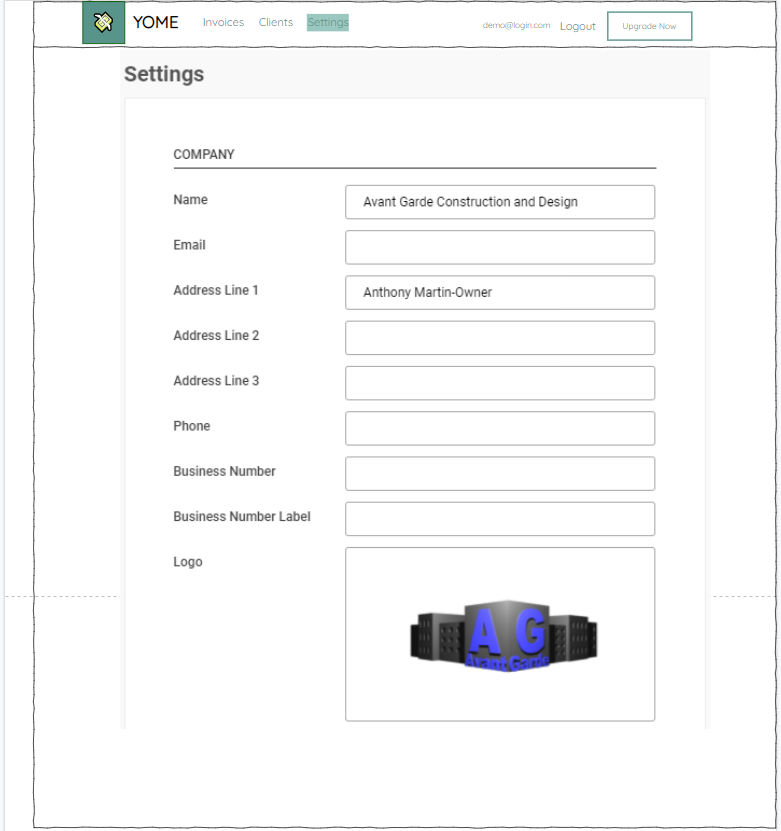 YOME Invoices Clients Settings demo@login.com Logout Upgrade Now
Settings
COMPANY
Name Avant Garde Construction and Design
Email
Address Line 1 Anthony Martin-Owner
Address Line 2
Address Line 3
Phone
Business Number
Business Number Label
Logo
A G
Avant Garde